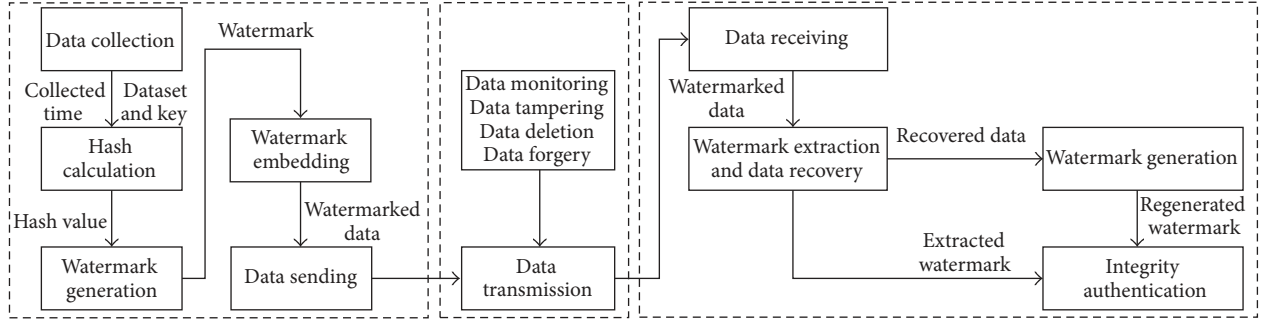 Data collection
Collected
time
Dataset
and key
Hash
calculation
Hash value
Watermark
generation
Watermark
Watermark
embedding
Watermarked
data
Data sending
Data monitoring
Data tampering
Data deletion
Data forgery
Data
transmission
Data receiving
Watermarked
data
Watermark extraction
and data recovery
Recovered data
Watermark generation
Regenerated
watermark
Extracted
watermark
Integrity
authentication